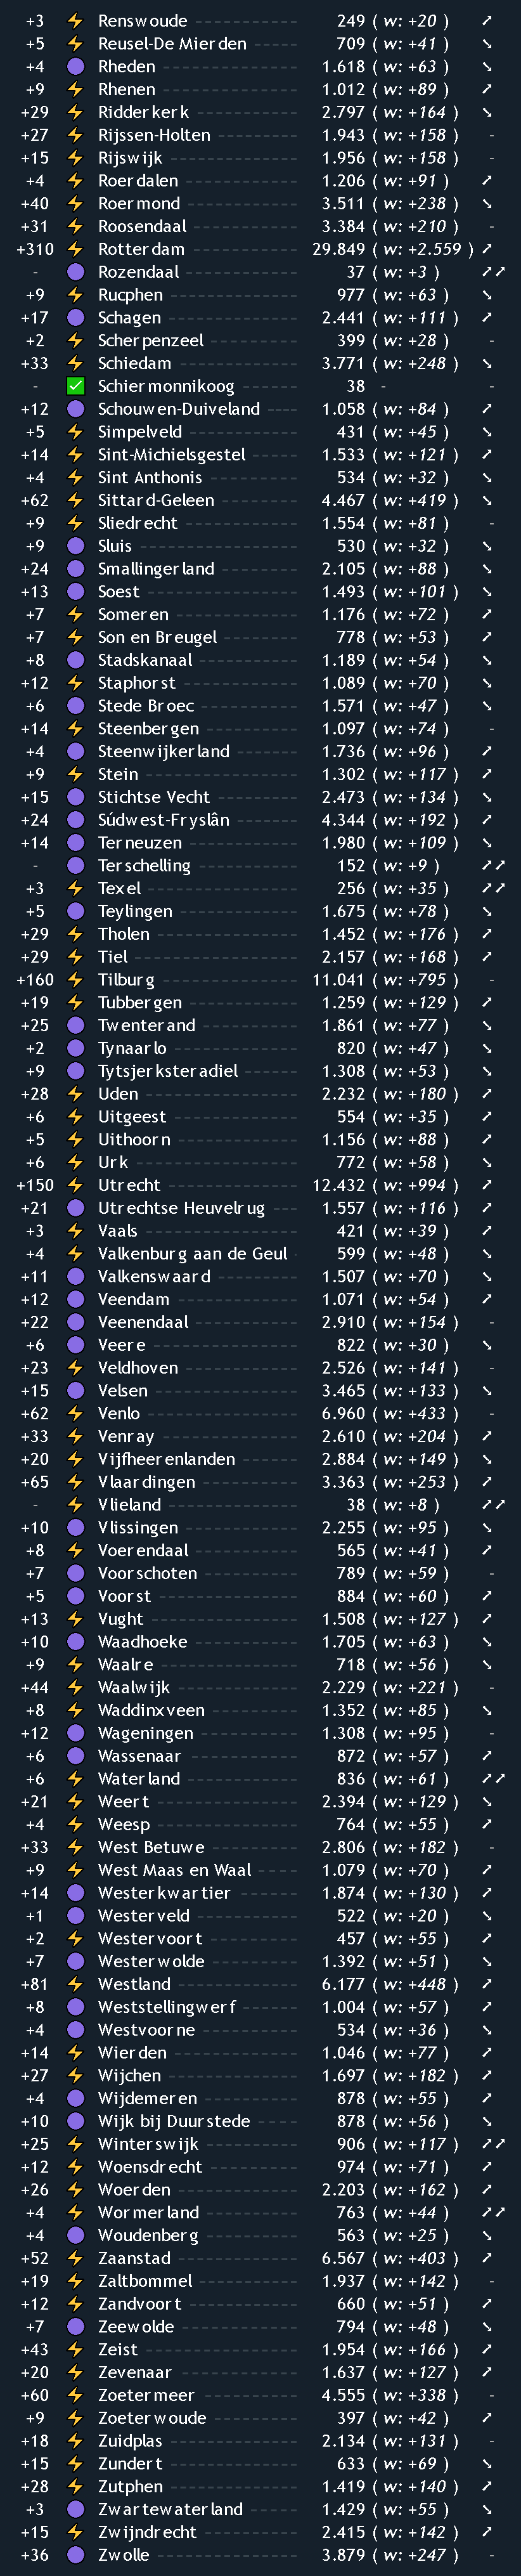 +3 ⚡ Renswoude 249 ( w: +20 ) ➚
+5 ⚡ Reusel-De Mierden 709 ( w: +41 ) ➘
+4 🟣 Rheden 1.618 ( w: +63 ) ➘
+9 ⚡ Rhenen 1.012 ( w: +89 ) ➚
+29 ⚡ Ridderkerk 2.797 ( w: +164 ) ➘
+27 ⚡ Rijssen-Holten 1.943 ( w: +158 ) -
+15 ⚡ Rijswijk 1.956 ( w: +158 ) -
+4 ⚡ Roerdalen 1.206 ( w: +91 ) ➚
+40 ⚡ Roermond 3.511 ( w: +238 ) ➘
+31 ⚡ Roosendaal 3.384 ( w: +210 ) -
+310 ⚡ Rotterdam 29.849 ( w: +2.559 ) ➚
- 🟣 Rozendaal 37 ( w: +3 ) ➚➚
+9 ⚡ Rucphen 977 ( w: +63 ) ➘
+17 🟣 Schagen 2.441 ( w: +111 ) ➚
+2 ⚡ Scherpenzeel 399 ( w: +28 ) -
+33 ⚡ Schiedam 3.771 ( w: +248 ) ➘
- ✅ Schiermonnikoog 38 - -
+12 🟣 Schouwen-Duiveland 1.058 ( w: +84 ) ➚
+5 ⚡ Simpelveld 431 ( w: +45 ) ➘
+14 ⚡ Sint-Michielsgestel 1.533 ( w: +121 ) ➚
+4 ⚡ Sint Anthonis 534 ( w: +32 ) ➘
+62 ⚡ Sittard-Geleen 4.467 ( w: +419 ) ➘
+9 ⚡ Sliedrecht 1.554 ( w: +81 ) -
+9 🟣 Sluis 530 ( w: +32 ) ➘
+24 🟣 Smallingerland 2.105 ( w: +88 ) ➘
+13 🟣 Soest 1.493 ( w: +101 ) ➘
+7 ⚡ Someren 1.176 ( w: +72 ) ➚
+7 ⚡ Son en Breugel 778 ( w: +53 ) ➚
+8 🟣 Stadskanaal 1.189 ( w: +54 ) ➘
+12 ⚡ Staphorst 1.089 ( w: +70 ) ➘
+6 🟣 Stede Broec 1.571 ( w: +47 ) ➘
+14 ⚡ Steenbergen 1.097 ( w: +74 ) -
+4 🟣 Steenwijkerland 1.736 ( w: +96 ) ➚
+9 ⚡ Stein 1.302 ( w: +117 ) ➚
+15 🟣 Stichtse Vecht 2.473 ( w: +134 ) ➘
+24 🟣 Súdwest-Fryslân 4.344 ( w: +192 ) ➚
+14 🟣 Terneuzen 1.980 ( w: +109 ) ➘
- 🟣 Terschelling 152 ( w: +9 ) ➚➚
+3 ⚡ Texel 256 ( w: +35 ) ➚➚
+5 🟣 Teylingen 1.675 ( w: +78 ) ➘
+29 ⚡ Tholen 1.452 ( w: +176 ) ➚
+29 ⚡ Tiel 2.157 ( w: +168 ) ➚
+160 ⚡ Tilburg 11.041 ( w: +795 ) -
+19 ⚡ Tubbergen 1.259 ( w: +129 ) ➚
+25 🟣 Twenterand 1.861 ( w: +77 ) ➘
+2 🟣 Tynaarlo 820 ( w: +47 ) ➘
+9 🟣 Tytsjerksteradiel 1.308 ( w: +53 ) ➘
+28 ⚡ Uden 2.232 ( w: +180 ) ➚
+6 ⚡ Uitgeest 554 ( w: +35 ) ➚
+5 ⚡ Uithoorn 1.156 ( w: +88 ) ➚
+6 ⚡ Urk 772 ( w: +58 ) ➘
+150 ⚡ Utrecht 12.432 ( w: +994 ) ➚
+21 🟣 Utrechtse Heuvelrug 1.557 ( w: +116 ) ➚
+3 ⚡ Vaals 421 ( w: +39 ) ➚
+4 ⚡ Valkenburg aan de Geul 599 ( w: +48 ) ➘
+11 🟣 Valkenswaard 1.507 ( w: +70 ) ➘
+12 🟣 Veendam 1.071 ( w: +54 ) ➚
+22 🟣 Veenendaal 2.910 ( w: +154 ) -
+6 🟣 Veere 822 ( w: +30 ) ➘
+23 ⚡ Veldhoven 2.526 ( w: +141 ) -
+15 🟣 Velsen 3.465 ( w: +133 ) ➘
+62 ⚡ Venlo 6.960 ( w: +433 ) -
+33 ⚡ Venray 2.610 ( w: +204 ) ➚
+20 ⚡ Vijfheerenlanden 2.884 ( w: +149 ) ➘
+65 ⚡ Vlaardingen 3.363 ( w: +253 ) ➚
- ⚡ Vlieland 38 ( w: +8 ) ➚➚
+10 🟣 Vlissingen 2.255 ( w: +95 ) ➘
+8 ⚡ Voerendaal 565 ( w: +41 ) ➚
+7 🟣 Voorschoten 789 ( w: +59 ) -
+5 🟣 Voorst 884 ( w: +60 ) ➚
+13 ⚡ Vught 1.508 ( w: +127 ) ➚
+10 🟣 Waadhoeke 1.705 ( w: +63 ) ➘
+9 ⚡ Waalre 718 ( w: +56 ) ➘
+44 ⚡ Waalwijk 2.229 ( w: +221 ) -
+8 ⚡ Waddinxveen 1.352 ( w: +85 ) ➘
+12 🟣 Wageningen 1.308 ( w: +95 ) -
+6 🟣 Wassenaar 872 ( w: +57 ) ➚
+6 ⚡ Waterland 836 ( w: +61 ) ➚➚
+21 ⚡ Weert 2.394 ( w: +129 ) ➘
+4 ⚡ Weesp 764 ( w: +55 ) ➚
+33 ⚡ West Betuwe 2.806 ( w: +182 ) -
+9 ⚡ West Maas en Waal 1.079 ( w: +70 ) ➚
+14 🟣 Westerkwartier 1.874 ( w: +130 ) ➚
+1 🟣 Westerveld 522 ( w: +20 ) ➘
+2 ⚡ Westervoort 457 ( w: +55 ) ➚
+7 🟣 Westerwolde 1.392 ( w: +51 ) ➘
+81 ⚡ Westland 6.177 ( w: +448 ) ➚
+8 🟣 Weststellingwerf 1.004 ( w: +57 ) ➚
+4 🟣 Westvoorne 534 ( w: +36 ) ➘
+14 ⚡ Wierden 1.046 ( w: +77 ) ➚
+27 ⚡ Wijchen 1.697 ( w: +182 ) ➚
+4 🟣 Wijdemeren 878 ( w: +55 ) ➚
+10 🟣 Wijk bij Duurstede 878 ( w: +56 ) ➘
+25 ⚡ Winterswijk 906 ( w: +117 ) ➚➚
+12 ⚡ Woensdrecht 974 ( w: +71 ) ➚
+26 ⚡ Woerden 2.203 ( w: +162 ) ➚
+4 ⚡ Wormerland 763 ( w: +44 ) ➚➚
+4 🟣 Woudenberg 563 ( w: +25 ) ➘
+52 ⚡ Zaanstad 6.567 ( w: +403 ) ➚
+19 ⚡ Zaltbommel 1.937 ( w: +142 ) -
+12 ⚡ Zandvoort 660 ( w: +51 ) ➚
+7 🟣 Zeewolde 794 ( w: +48 ) ➘
+43 ⚡ Zeist 1.954 ( w: +166 ) ➚
+20 ⚡ Zevenaar 1.637 ( w: +127 ) ➚
+60 ⚡ Zoetermeer 4.555 ( w: +338 ) -
+9 ⚡ Zoeterwoude 397 ( w: +42 ) ➚
+18 ⚡ Zuidplas 2.134 ( w: +131 ) -
+15 ⚡ Zundert 633 ( w: +69 ) ➘
+28 ⚡ Zutphen 1.419 ( w: +140 ) ➚
+3 🟣 Zwartewaterland 1.429 ( w: +55 ) ➘
+15 ⚡ Zwijndrecht 2.415 ( w: +142 ) ➚
+36 🟣 Zwolle 3.879 ( w: +247 ) -